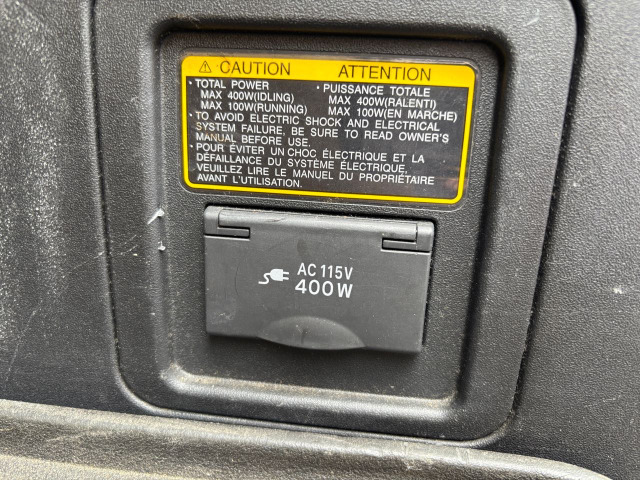 ⚠ CAUTION ATTENTION
· TOTAL POWER
MAX 400W(IDLING)
MAX 100W(RUNNING)
· PUISSANCE TOTALE
MAX 400W(RALENTI)
MAX 100W(EN MARCHE)
· TO AVOID ELECTRIC SHOCK AND ELECTRICAL
SYSTEM FAILURE, BE SURE TO READ OWNER'S
MANUAL BEFORE USE.
· POUR ÉVITER UN CHOC ÉLECTRIQUE ET LA
DÉFAILLANCE DU SYSTÈME ÉLECTRIQUE,
VEUILLEZ LIRE LE MANUEL DU PROPRIÉTAIRE
AVANT L'UTILISATION.
AC 115V
400W